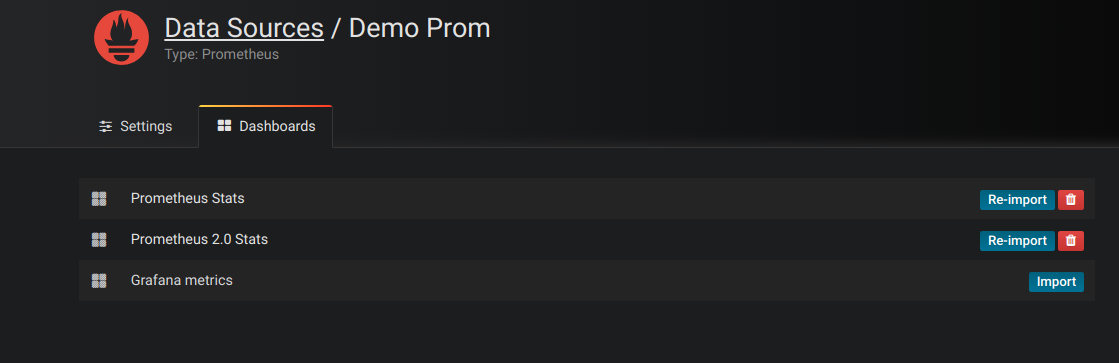 Data Sources / Demo Prom
Type: Prometheus
Settings
Dashboards
Prometheus Stats
Re-import
Prometheus 2.0 Stats
Re-import
Grafana metrics
Import